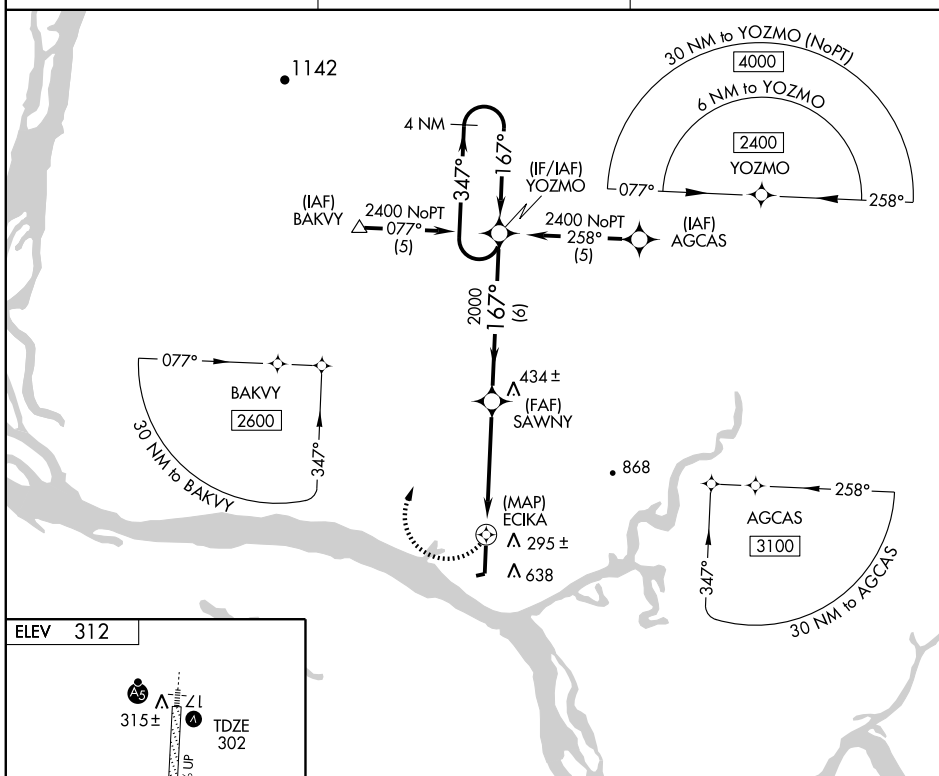 1142
30 NM to YOZMO (NoPT)
4000
6 NM to YOZMO
2400
YOZMO
077°
258°
4 NM
347°
167°
(IF/IAF)
YOZMO
(IAF)
BAKVY
2400 NoPT
077°
(5)
2400 NoPT
258°
(5)
(IAF)
AGCAS
2000
167°
(6)
077°
BAKVY
2600
347°
30 NM to BAKVY
434 ±
(FAF)
SAWNY
868
(MAP)
ECIKA
295 ±
638
258°
AGCAS
3100
347°
30 NM to AGCAS
ELEV 312
A5
17
315 ±
TDZE
302
UP